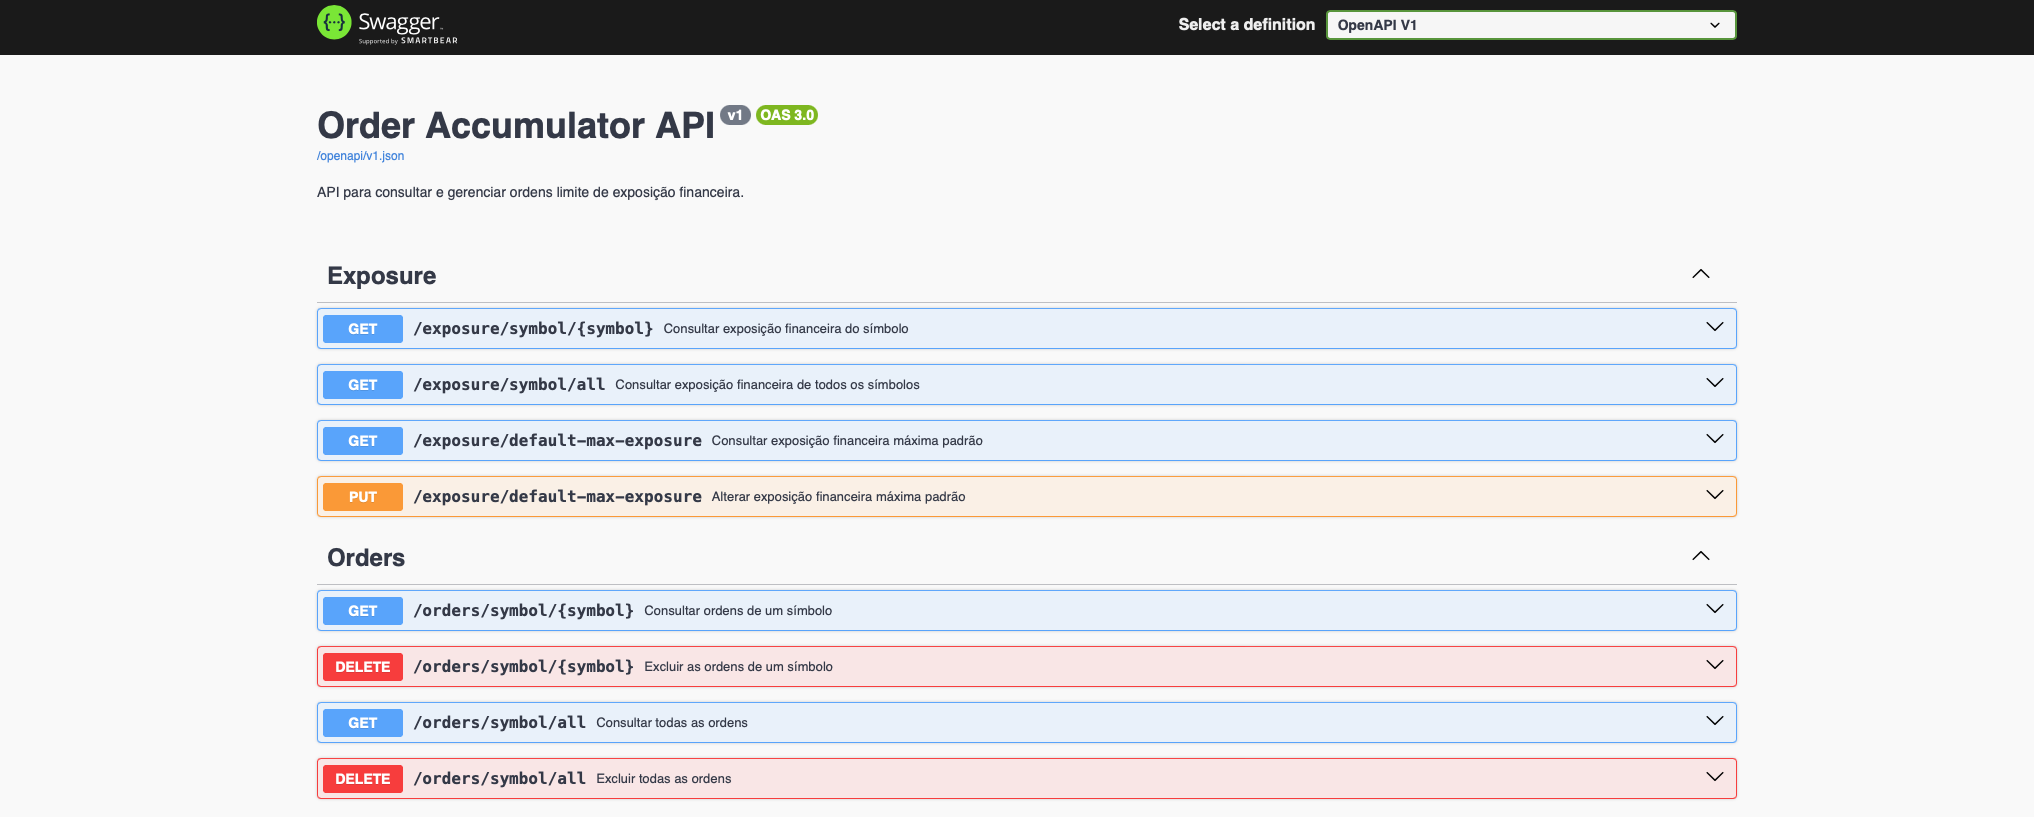 Swagger
Supported by SMARTBEAR
Select a definition
OpenAPI V1
Order Accumulator API v1 OAS 3.0
/openapi/v1.json
API para consultar e gerenciar ordens limite de exposição financeira.
Exposure
GET /exposure/symbol/{symbol} Consultar exposição financeira do símbolo
GET /exposure/symbol/all Consultar exposição financeira de todos os símbolos
GET /exposure/default-max-exposure Consultar exposição financeira máxima padrão
PUT /exposure/default-max-exposure Alterar exposição financeira máxima padrão
Orders
GET /orders/symbol/{symbol} Consultar ordens de um símbolo
DELETE /orders/symbol/{symbol} Excluir as ordens de um símbolo
GET /orders/symbol/all Consultar todas as ordens
DELETE /orders/symbol/all Excluir todas as ordens